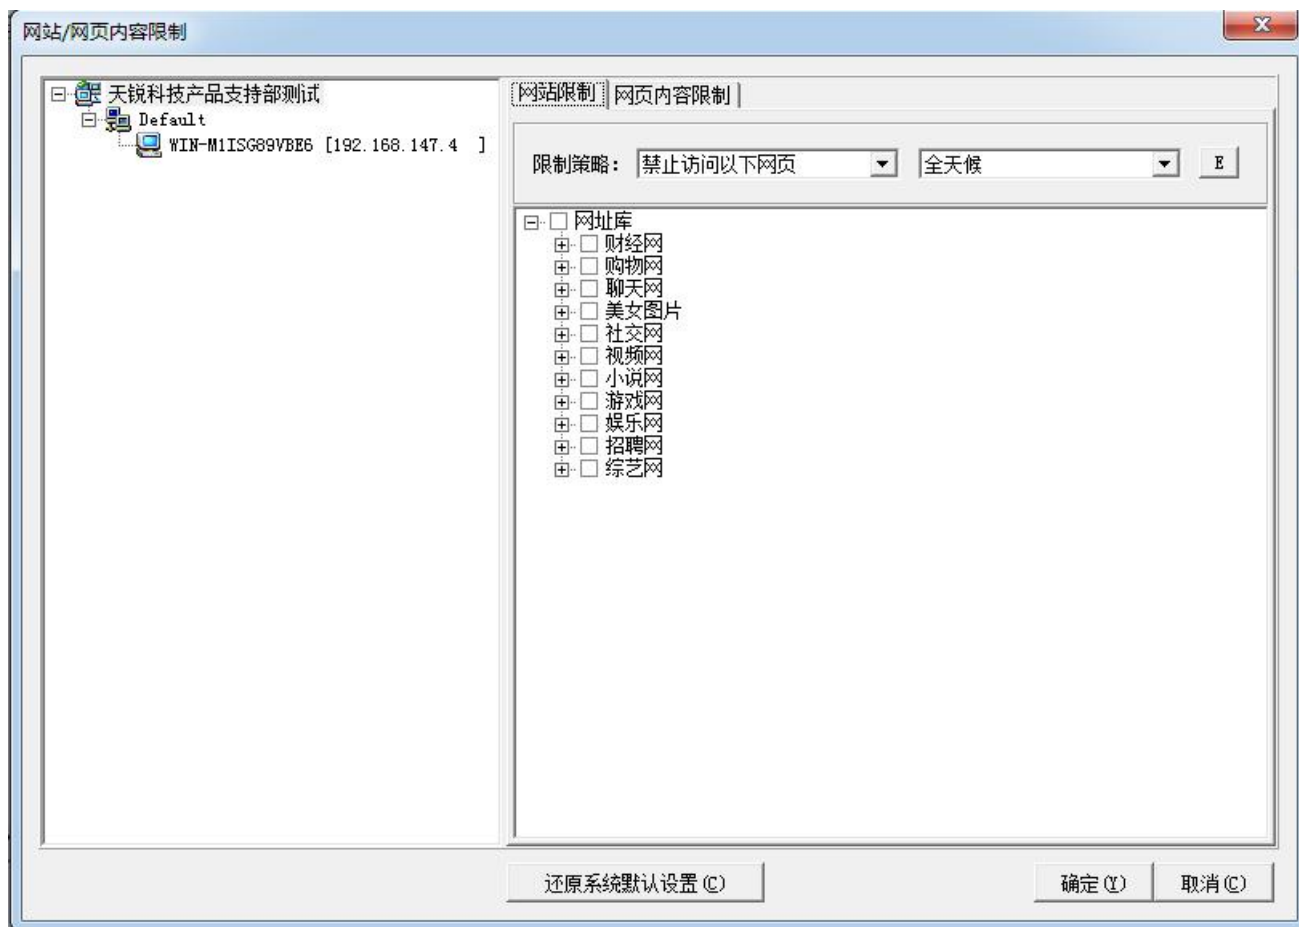 网站/网页内容限制
天锐科技产品支持部测试
Default
WIN-M1ISG89VBE6 [192.168.147.4 ]
网站限制 网页内容限制
限制策略： 禁止访问以下网页 全天候 E
网址库
财经网
购物网
聊天网
美女图片
社交网
视频网
小说网
游戏网
娱乐网
招聘网
综艺网
还原系统默认设置(C) 确定(Y) 取消(C)